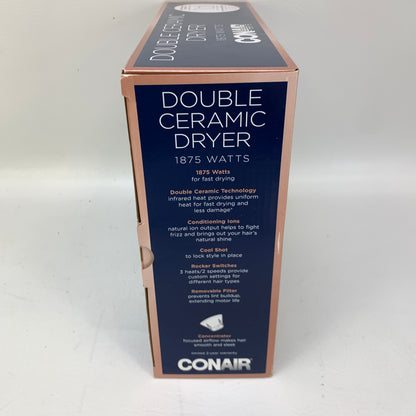 DOUBLE CERAMIC
DRYER
1875 WATTS
CONAIR
DOUBLE
CERAMIC
DRYER
1875 WATTS
1875 Watts
for fast drying
Double Ceramic Technology
infrared heat provides uniform
heat for fast drying and
less damage*
Conditioning Ions
natural ion output helps to fight
frizz and brings out your hair's
natural shine
Cool Shot
to lock style in place
Rocker Switches
3 heats/2 speeds provide
custom settings for
different hair types
Removable Filter
prevents lint buildup,
extending motor life
Concentrator
focused airflow makes hair
smooth and sleek
CONAIR